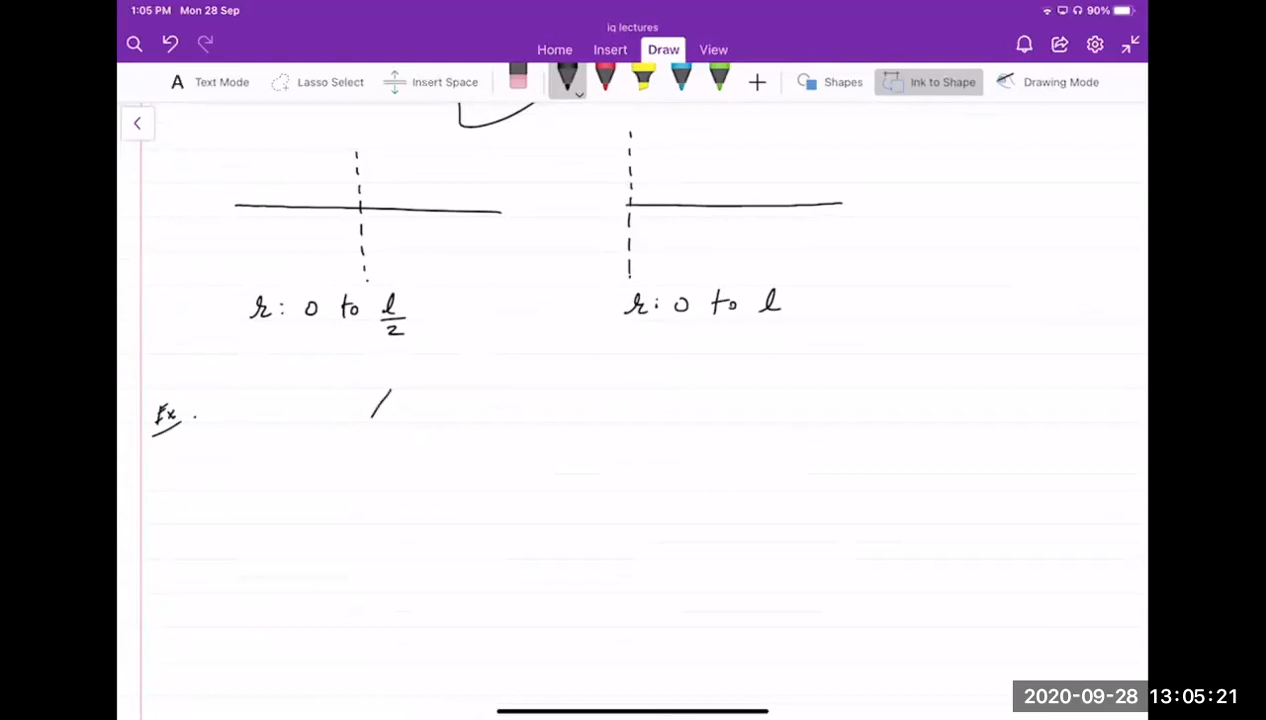 1:05 PM Mon 28 Sep 90%
iq lectures
Home Insert Draw View
A Text Mode Lasso Select Insert Space Shapes Ink to Shape Drawing Mode
r: 0 to l/2 r: 0 to l
Ex.
2020-09-28 13:05:21